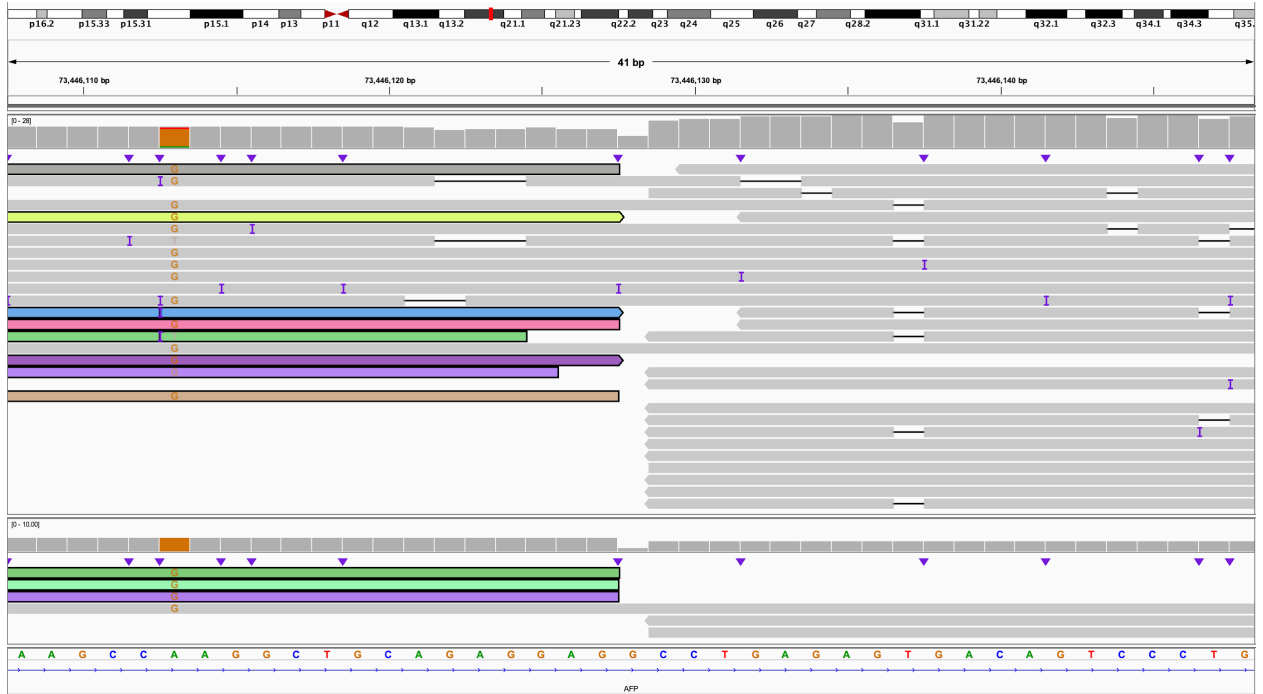 p16.2 p15.33 p15.31 p15.1 p14 p13 p11 q12 q13.1 q13.2 q21.1 q21.23 q22.2 q23 q24 q25 q26 q27 q28.2 q31.1 q31.22 q32.1 q32.3 q34.1 q34.3 q35.
41 bp
73,446,110 bp 73,446,120 bp 73,446,130 bp 73,446,140 bp
[0 - 28]
G
I G
G
G
G I
I T
G
I
G
I
G
I I I
I I G I I
I
G
I
G
G
I
G
I
[0 - 10.00]
G
G
G
G
A A G C C A A G G C T G C A G A G G A G G C C T G A G A G T G A C A G T C C C T G
AFP